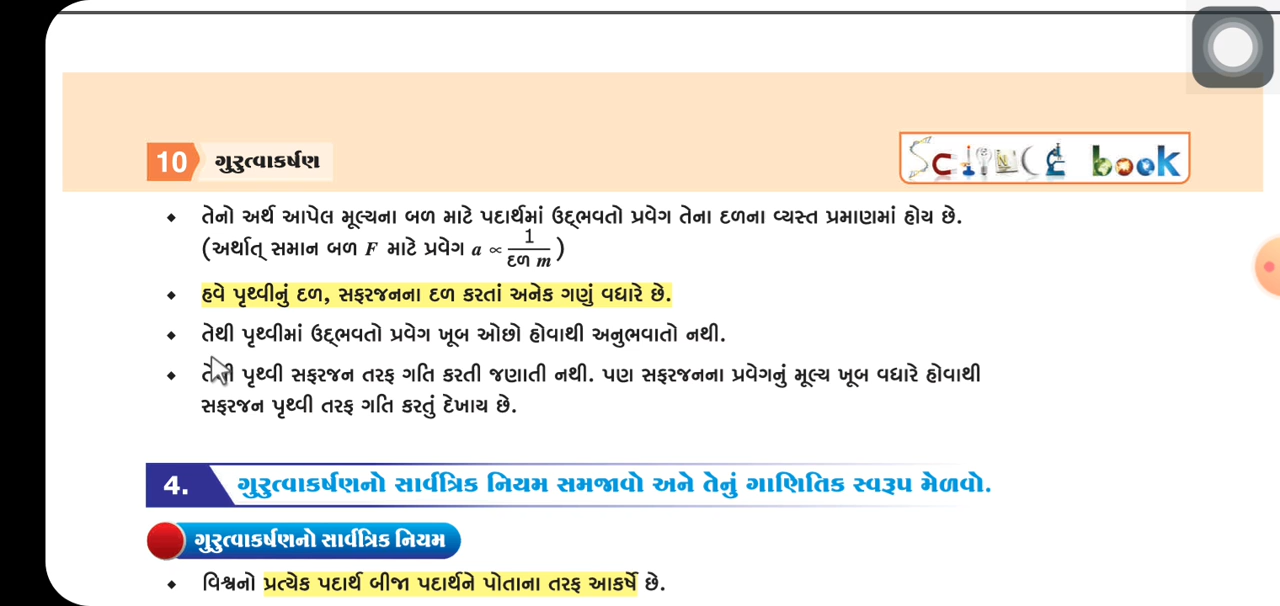 10 ગુરુત્વાકર્ષણ
Science book
તેનો અર્થ આપેલ મૂલ્યના બળ માટે પદાર્થમાં ઉદ્ભવતો પ્રવેગ તેના દળના વ્યસ્ત પ્રમાણમાં હોય છે.
(અર્થાત્ સમાન બળ F માટે પ્રવેગ a ∝ 1/દળ m)
હવે પૃથ્વીનું દળ, સફરજનના દળ કરતાં અનેક ગણું વધારે છે.
તેથી પૃથ્વીમાં ઉદ્ભવતો પ્રવેગ ખૂબ ઓછો હોવાથી અનુભવાતો નથી.
પૃથ્વી સફરજન તરફ ગતિ કરતી જણાતી નથી. પણ સફરજનના પ્રવેગનું મૂલ્ય ખૂબ વધારે હોવાથી
સફરજન પૃથ્વી તરફ ગતિ કરતું દેખાય છે.
4. ગુરુત્વાકર્ષણનો સાર્વત્રિક નિયમ સમજાવો અને તેનું ગાણિતિક સ્વરૂપ મેળવો.
ગુરુત્વાકર્ષણનો સાર્વત્રિક નિયમ
વિશ્વનો પ્રત્યેક પદાર્થ બીજા પદાર્થને પોતાના તરફ આકર્ષે છે.